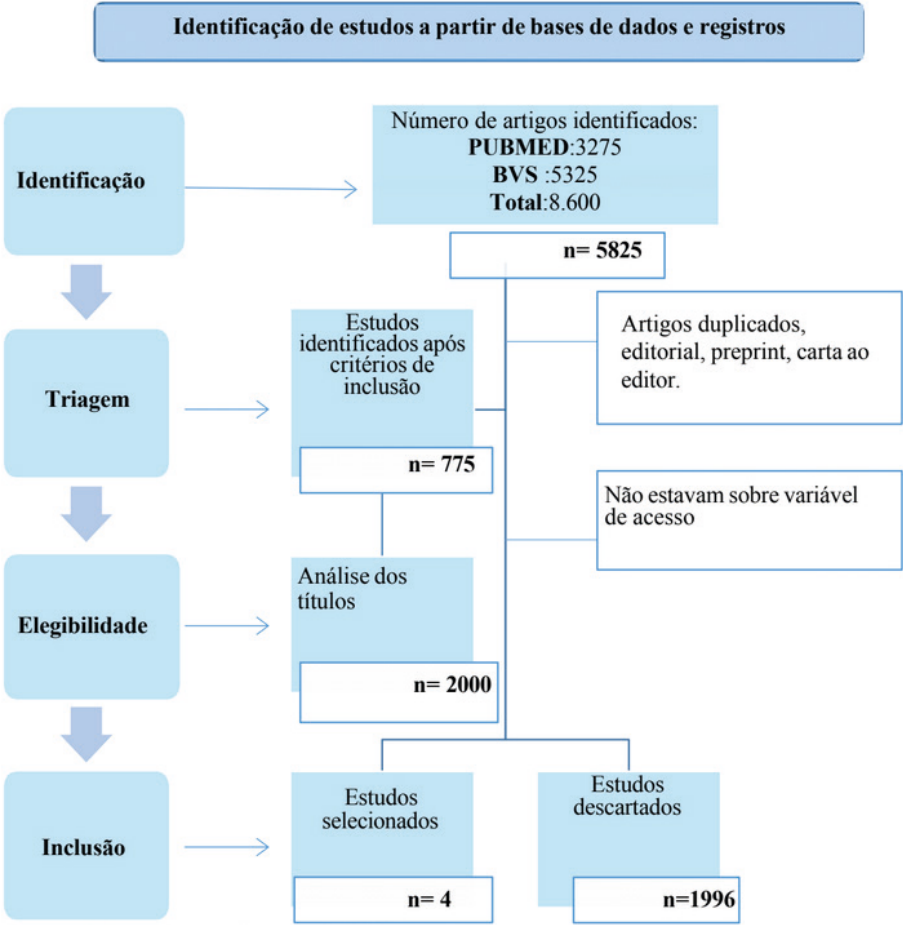 Identificação de estudos a partir de bases de dados e registros
Identificação
Número de artigos identificados:
PUBMED:3275
BVS :5325
Total:8.600
n= 5825
Artigos duplicados,
editorial, preprint, carta ao
editor.
Triagem
Estudos
identificados após
critérios de
inclusão
n= 775
Não estavam sobre variável
de acesso
Elegibilidade
Análise dos
títulos
n= 2000
Inclusão
Estudos
selecionados
n= 4
Estudos
descartados
n=1996